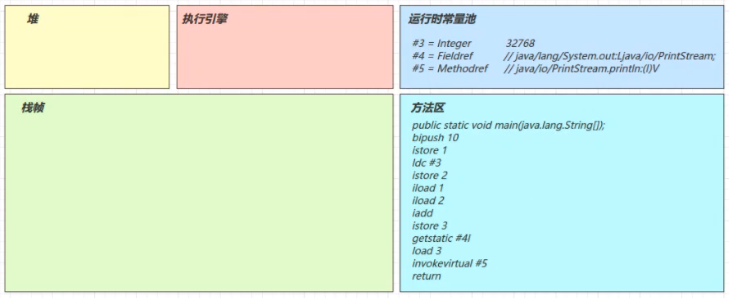 堆
执行引擎
运行时常量池
#3 = Integer 32768
#4 = Fieldref // java/lang/System.out:Ljava/io/PrintStream;
#5 = Methodref // java/io/PrintStream.println:(I)V
栈帧
方法区
public static void main(java.lang.String[]);
bipush 10
istore 1
ldc #3
istore 2
iload 1
iload 2
iadd
istore 3
getstatic #4I
load 3
invokevirtual #5
return